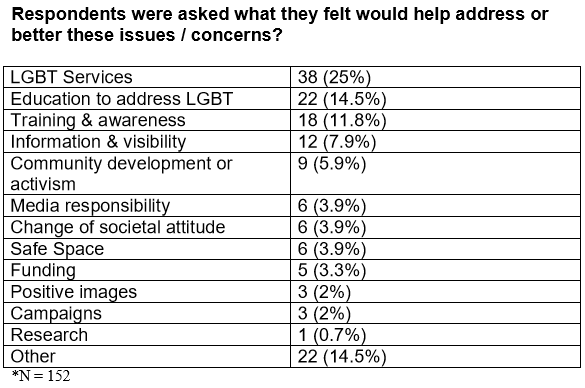 Respondents were asked what they felt would help address or
better these issues / concerns?
LGBT Services 38 (25%)
Education to address LGBT 22 (14.5%)
Training & awareness 18 (11.8%)
Information & visibility 12 (7.9%)
Community development or 9 (5.9%)
activism
Media responsibility 6 (3.9%)
Change of societal attitude 6 (3.9%)
Safe Space 6 (3.9%)
Funding 5 (3.3%)
Positive images 3 (2%)
Campaigns 3 (2%)
Research 1 (0.7%)
Other 22 (14.5%)
*N = 152